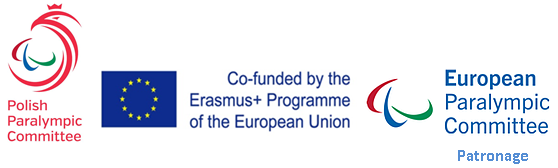 Polish
Paralympic
Committee
Co-funded by the
Erasmus+ Programme
of the European Union
European
Paralympic
Committee
Patronage